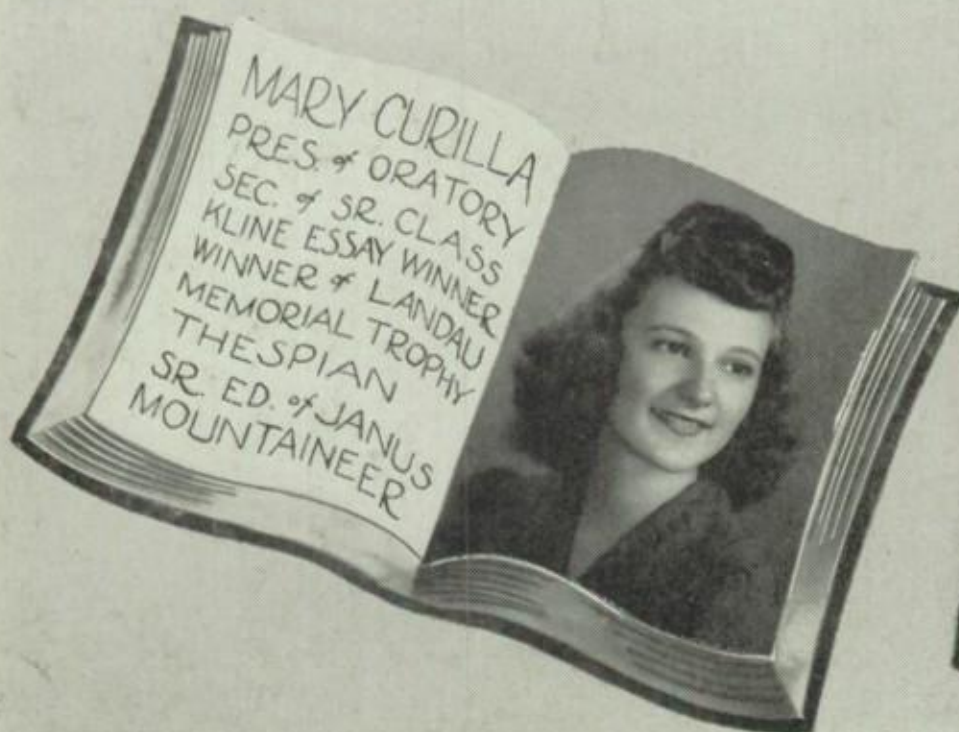 MARY CURILLA
PRES. of ORATORY
SEC. of SR. CLASS
KLINE ESSAY WINNER
WINNER of LANDAU
MEMORIAL TROPHY
THESPIAN
SR. ED. of JANUS
MOUNTAINEER